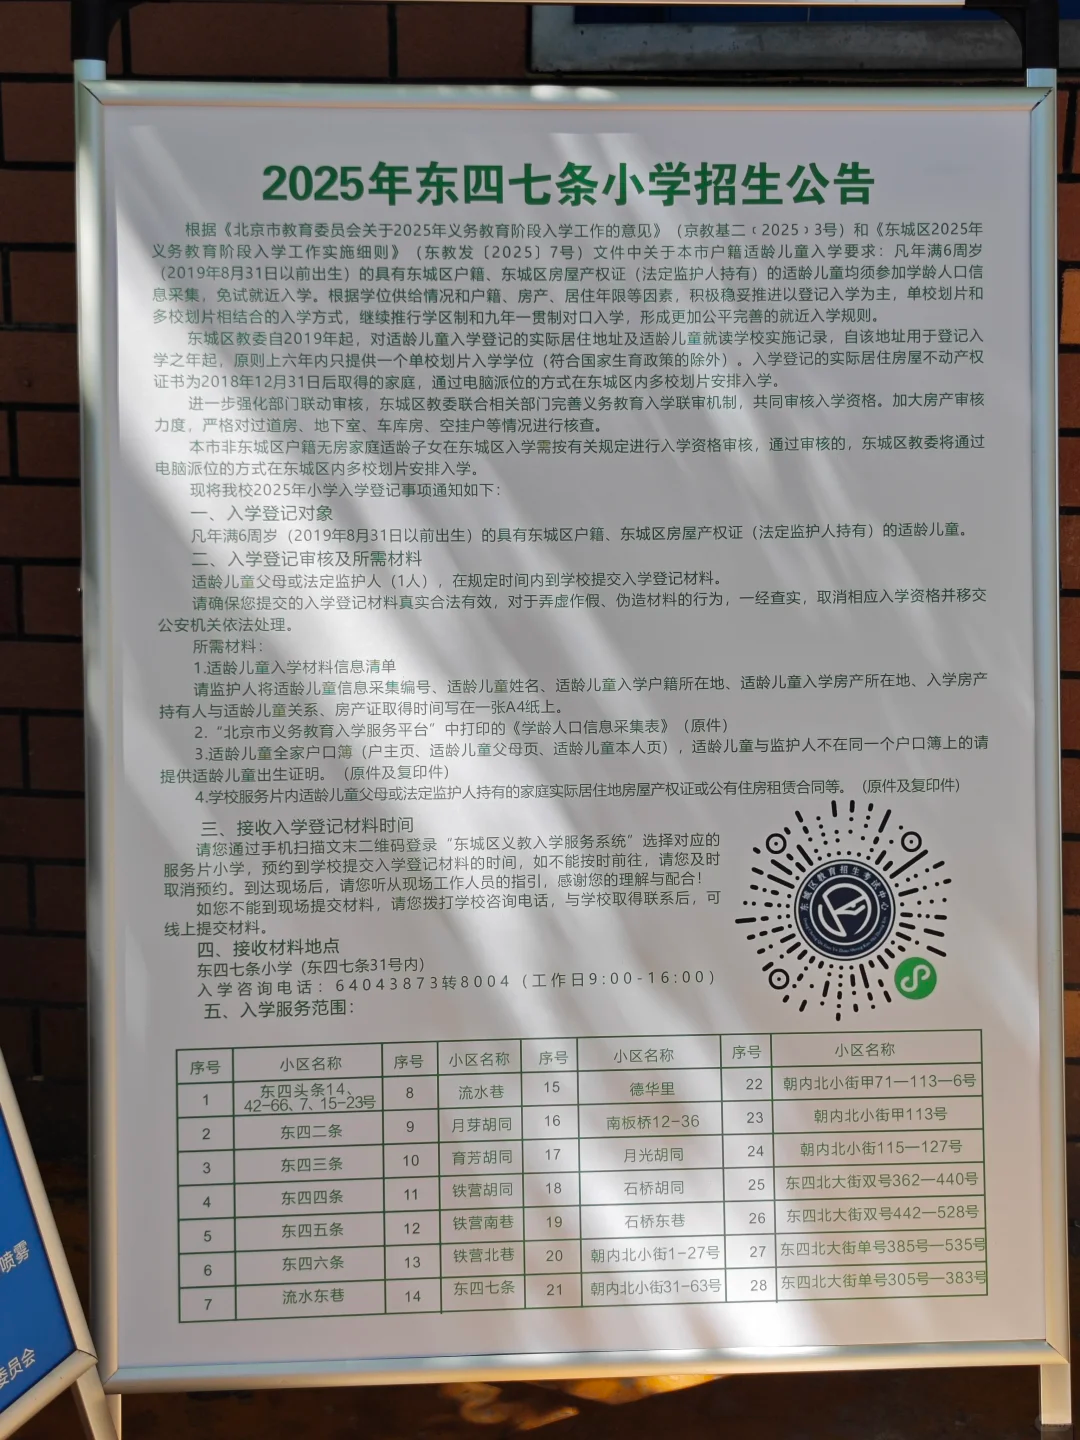 2025年东四七条小学招生公告
根据《北京市教育委员会关于2025年义务教育阶段入学工作的意见》（京教基二﹝2025﹞3号）和《东城区2025年
义务教育阶段入学工作实施细则》（东教发〔2025〕7号）文件中关于本市户籍适龄儿童入学要求：凡年满6周岁
（2019年8月31日以前出生）的具有东城区户籍、东城区房屋产权证（法定监护人持有）的适龄儿童均须参加学龄人口信
息采集，免试就近入学。根据学位供给情况和户籍、房产、居住年限等因素，积极稳妥推进以登记入学为主，单校划片和
多校划片相结合的入学方式，继续推行学区制和九年一贯制对口入学，形成更加公平完善的就近入学规则。
东城区教委自2019年起，对适龄儿童入学登记的实际居住地址及适龄儿童就读学校实施记录，自该地址用于登记入
学之年起，原则上六年内只提供一个单校划片入学学位（符合国家生育政策的除外）。入学登记的实际居住房屋不动产权
证书为2018年12月31日后取得的家庭，通过电脑派位的方式在东城区内多校划片安排入学。
进一步强化部门联动审核，东城区教委联合相关部门完善义务教育入学联审机制，共同审核入学资格。加大房产审核
力度，严格对过道房、地下室、车库房、空挂户等情况进行核查。
本市非东城区户籍无房家庭适龄子女在东城区入学需按有关规定进行入学资格审核，通过审核的，东城区教委将通过
电脑派位的方式在东城区内多校划片安排入学。
现将我校2025年小学入学登记事项通知如下：
一、入学登记对象
凡年满6周岁（2019年8月31日以前出生）的具有东城区户籍、东城区房屋产权证（法定监护人持有）的适龄儿童。
二、入学登记审核及所需材料
适龄儿童父母或法定监护人（1人），在规定时间内到学校提交入学登记材料。
请确保您提交的入学登记材料真实合法有效，对于弄虚作假、伪造材料的行为，一经查实，取消相应入学资格并移交
公安机关依法处理。
所需材料：
1.适龄儿童入学材料信息清单
请监护人将适龄儿童信息采集编号、适龄儿童姓名、适龄儿童入学户籍所在地、适龄儿童入学房产所在地、入学房产
持有人与适龄儿童关系、房产证取得时间写在一张A4纸上。
2.“北京市义务教育入学服务平台”中打印的《学龄人口信息采集表》（原件）
3.适龄儿童全家户口簿（户主页、适龄儿童父母页、适龄儿童本人页），适龄儿童与监护人不在同一个户口簿上的请
提供适龄儿童出生证明。（原件及复印件）
4.学校服务片内适龄儿童父母或法定监护人持有的家庭实际居住地房屋产权证或公有住房租赁合同等。（原件及复印件）
三、接收入学登记材料时间
请您通过手机扫描文末二维码登录“东城区义教入学服务系统”选择对应的
服务片小学，预约到学校提交入学登记材料的时间，如不能按时前往，请您及时
取消预约。到达现场后，请您听从现场工作人员的指引，感谢您的理解与配合！
如您不能到现场提交材料，请您拨打学校咨询电话，与学校取得联系后，可
线上提交材料。
四、接收材料地点
东四七条小学（东四七条31号内）
入学咨询电话：64043873转8004（工作日9:00-16:00）
五、入学服务范围：
东城区教育招生考试中心
序号 小区名称 序号 小区名称 序号 小区名称 序号 小区名称
1 东四头条14、42-66、7、15-23号 8 流水巷 15 德华里 22 朝内北小街甲71—113—6号
2 东四二条 9 月芽胡同 16 南板桥12-36 23 朝内北小街甲113号
3 东四三条 10 育芳胡同 17 月光胡同 24 朝内北小街115—127号
4 东四四条 11 铁营胡同 18 石桥胡同 25 东四北大街双号362—440号
5 东四五条 12 铁营南巷 19 石桥东巷 26 东四北大街双号442—528号
6 东四六条 13 铁营北巷 20 朝内北小街1-27号 27 东四北大街单号385号—535号
7 流水东巷 14 东四七条 21 朝内北小街31-63号 28 东四北大街单号305号—383号
喷雾
委员会